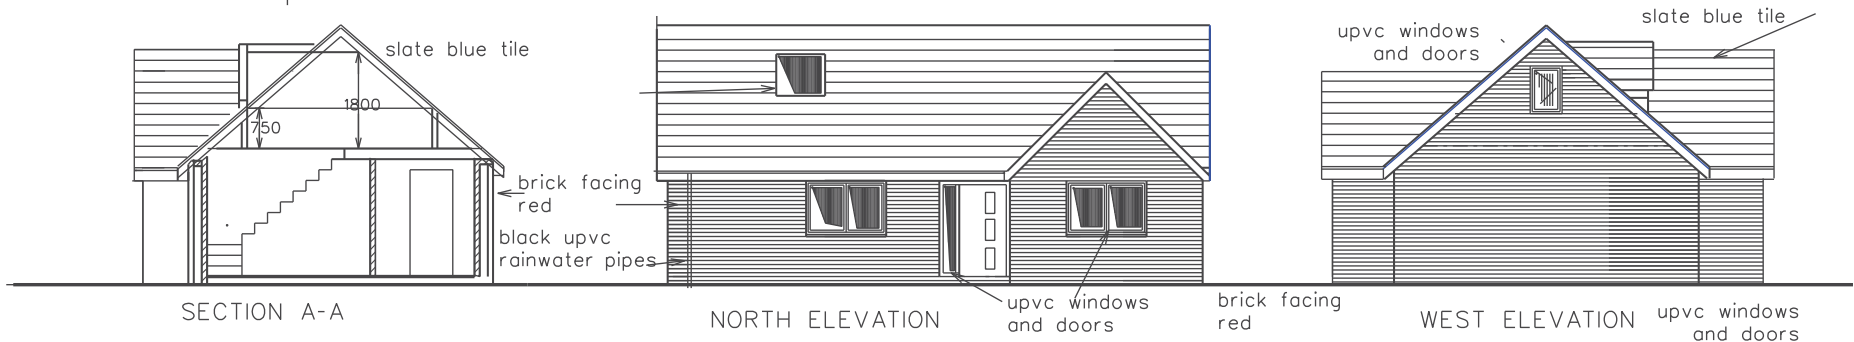 slate blue tile
1800
750
brick facing
red
black upvc
rainwater pipes
SECTION A-A
NORTH ELEVATION
upvc windows
and doors
brick facing
red
upvc windows
and doors
slate blue tile
WEST ELEVATION
upvc windows
and doors